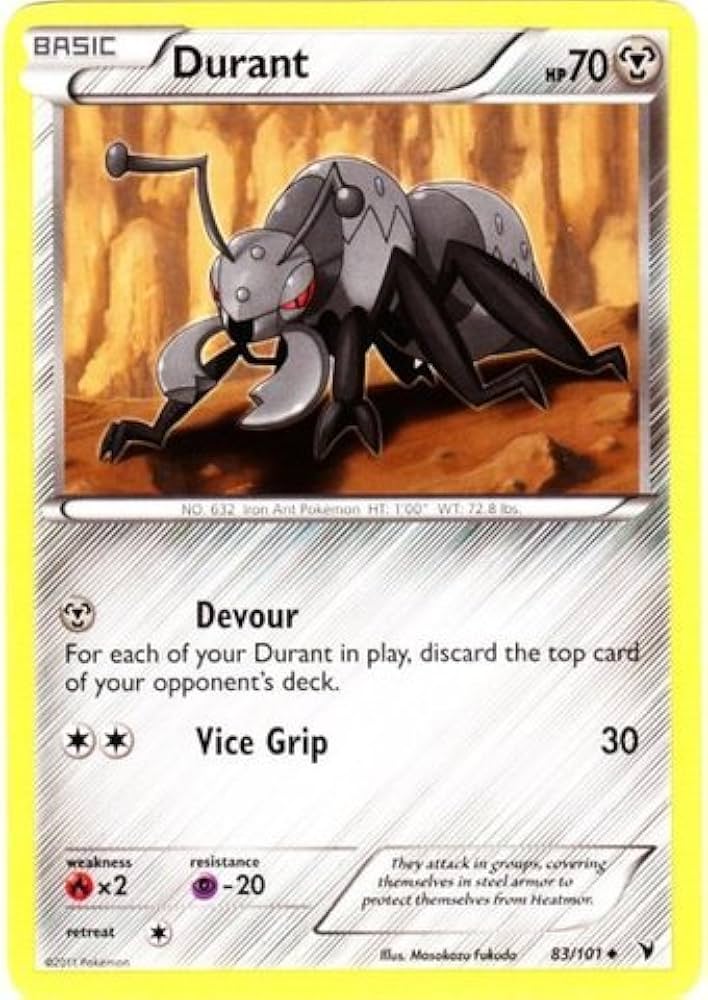 BASIC
Durant
HP70
NO. 632 Iron Ant Pokémon HT: 1'00" WT: 72.8 lbs.
Devour
For each of your Durant in play, discard the top card
of your opponent's deck.
Vice Grip 30
weakness resistance
×2 -20
They attack in groups, covering
themselves in steel armor to
protect themselves from Heatmor.
retreat
©2011 Pokémon
Illus. Masakazu Fukuda
83/101